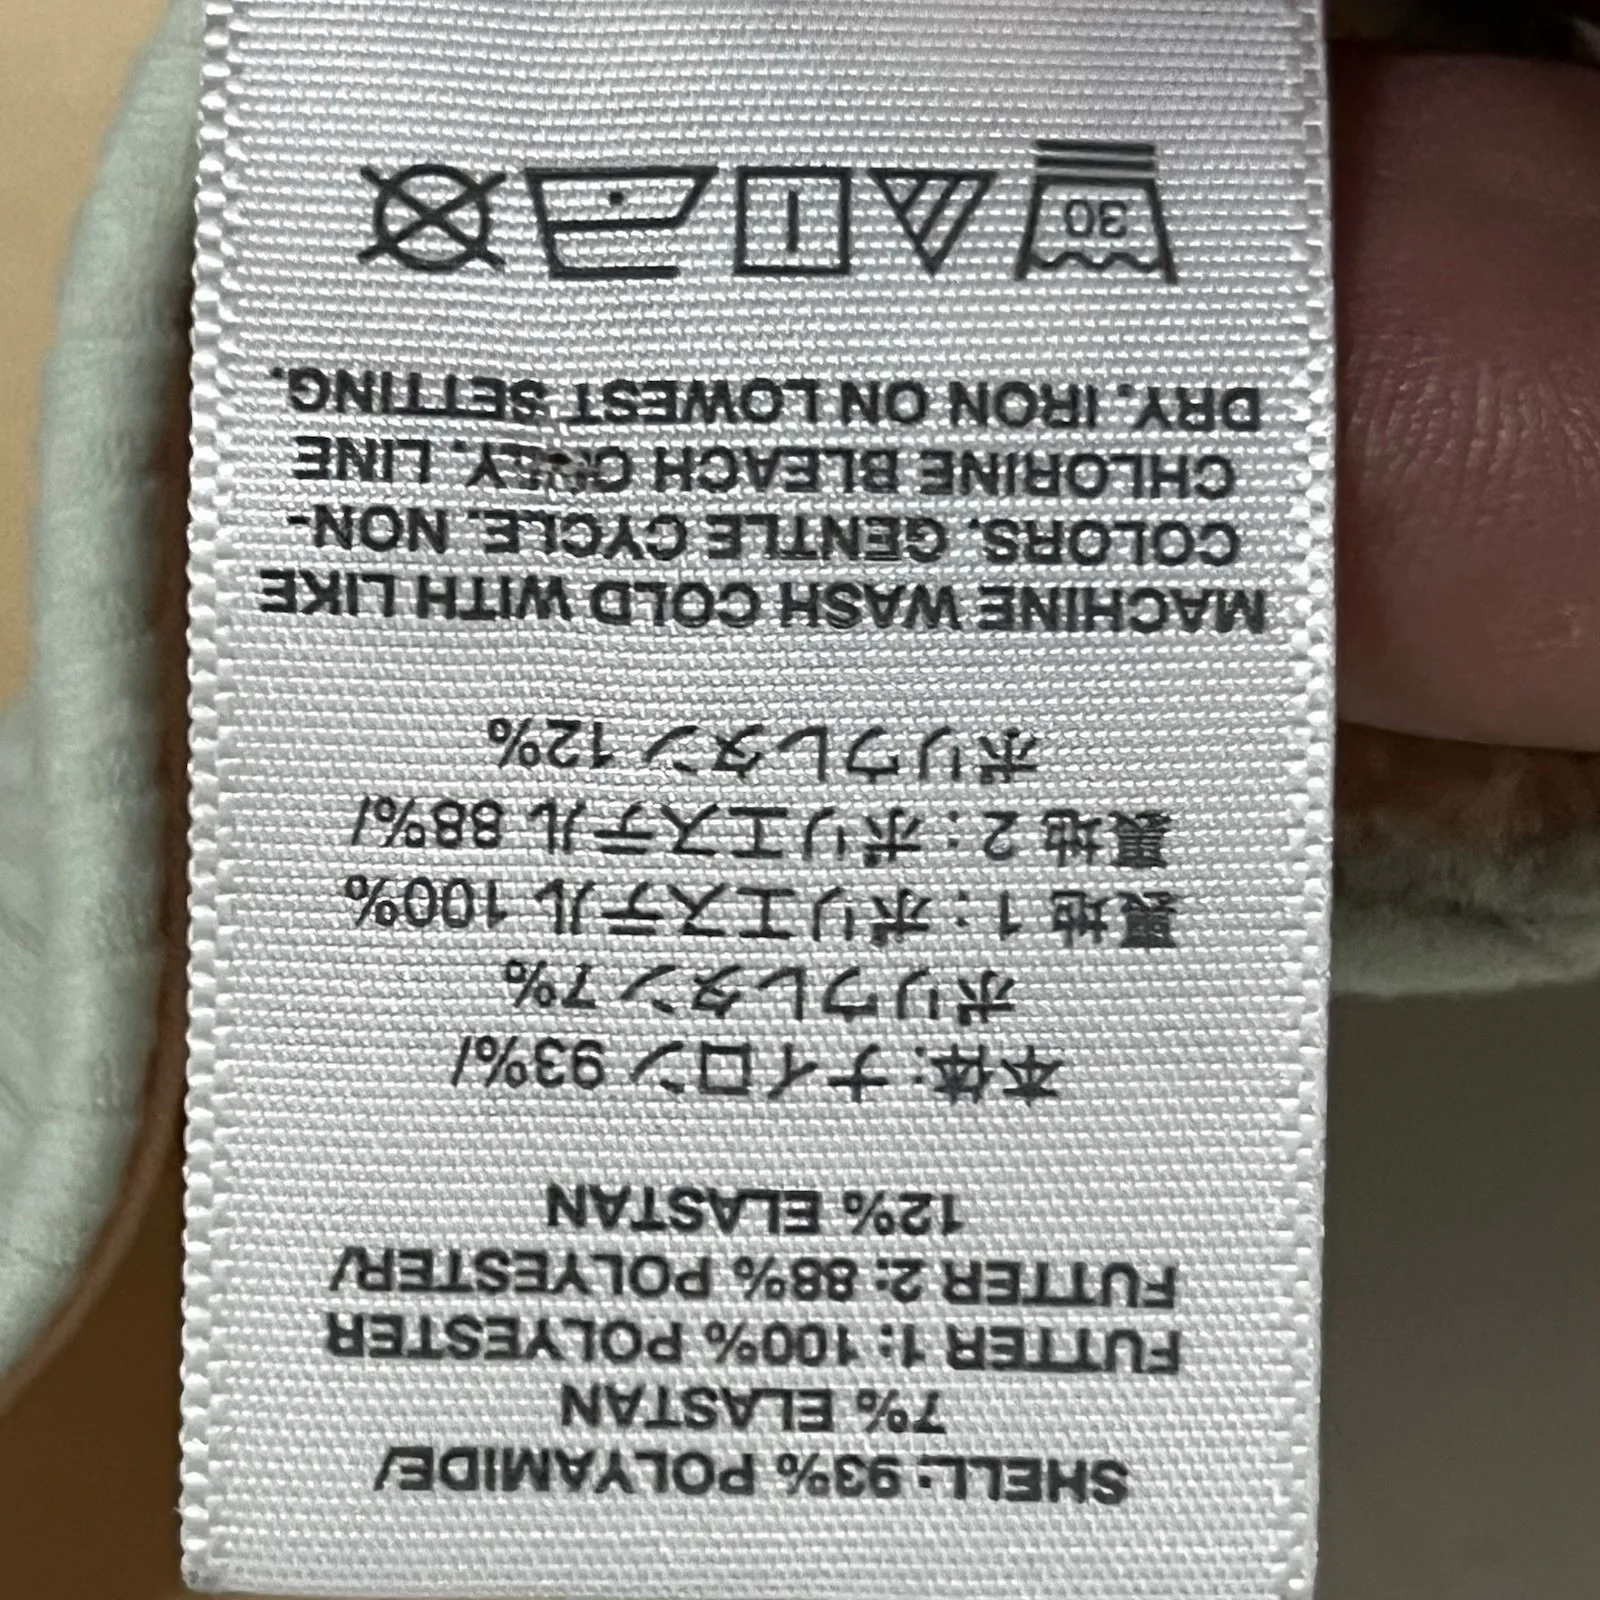 SHELL: 93% POLYAMIDE/
7% ELASTAN
FUTTER 1: 100% POLYESTER
FUTTER 2: 88% POLYESTER/
12% ELASTAN
本体:ナイロン 93%/
ポリウレタン 7%
裏地 1:ポリエステル 100%
裏地 2:ポリエステル 88%/
ポリウレタン 12%
MACHINE WASH COLD WITH LIKE
COLORS, GENTLE CYCLE. NON-
CHLORINE BLEACH LINE
DRY. IRON ON LOWEST SETTING.
30